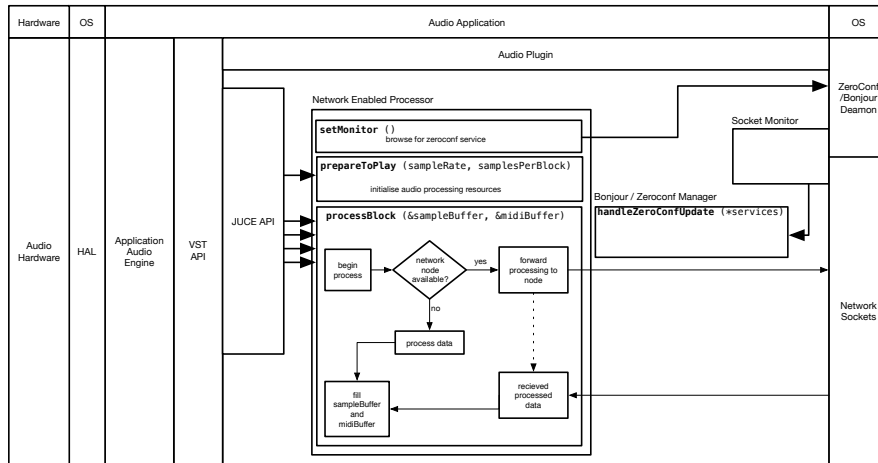 Hardware
OS
Audio Application
OS
Audio Plugin
ZeroConf
/Bonjour
Deamon
Network Enabled Processor
Socket Monitor
setMonitor ()
browse for zeroconf service
prepareToPlay (sampleRate, samplesPerBlock)
initialise audio processing resources
Bonjour / Zeroconf Manager
handleZeroConfUpdate (*services)
processBlock (&sampleBuffer, &midiBuffer)
Audio
Hardware
HAL
Application
Audio
Engine
VST
API
JUCE API
begin
process
network
node
available?
yes
forward
processing to
node
no
process data
Network
Sockets
fill
sampleBuffer
and
midiBuffer
recieved
processed
data